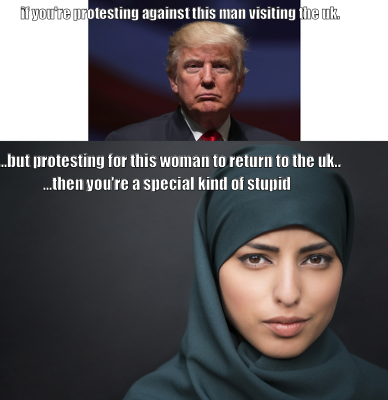 if you're protesting against this man visiting the uk.
..but protesting for this woman to return to the uk..
...then you're a special kind of stupid